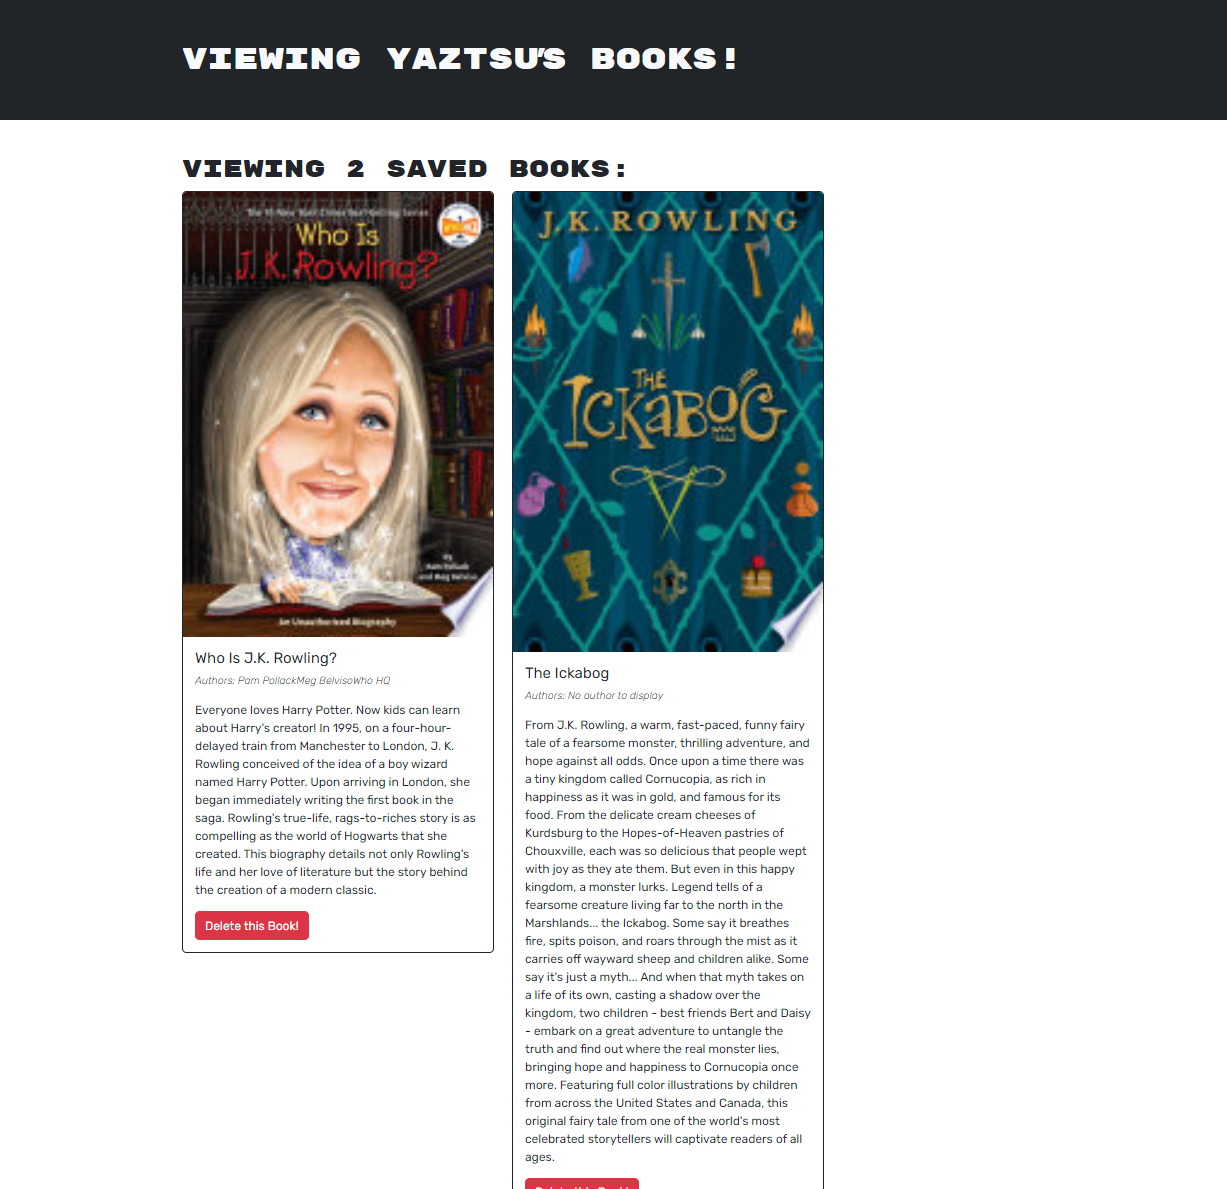 VIEWING YAZTSU'S BOOKS!
VIEWING 2 SAVED BOOKS:
Who Is
J. K. Rowling?
An Unauthorized Biography
Who Is J.K. Rowling?
Authors: Pam PollackMeg BelvisoWho HQ
Everyone loves Harry Potter. Now kids can learn
about Harry's creator! In 1995, on a four-hour-
delayed train from Manchester to London, J. K.
Rowling conceived of the idea of a boy wizard
named Harry Potter. Upon arriving in London, she
began immediately writing the first book in the
saga. Rowling's true-life, rags-to-riches story is as
compelling as the world of Hogwarts that she
created. This biography details not only Rowling's
life and her love of literature but the story behind
the creation of a modern classic.
Delete this Book!
J.K. ROWLING
THE
ICKABOG
The Ickabog
Authors: No author to display
From J.K. Rowling, a warm, fast-paced, funny fairy
tale of a fearsome monster, thrilling adventure, and
hope against all odds. Once upon a time there was
a tiny kingdom called Cornucopia, as rich in
happiness as it was in gold, and famous for its
food. From the delicate cream cheeses of
Kurdsburg to the Hopes-of-Heaven pastries of
Chouxville, each was so delicious that people wept
with joy as they ate them. But even in this happy
kingdom, a monster lurks. Legend tells of a
fearsome creature living far to the north in the
Marshlands... the Ickabog. Some say it breathes
fire, spits poison, and roars through the mist as it
carries off wayward sheep and children alike. Some
say it's just a myth... And when that myth takes on
a life of its own, casting a shadow over the
kingdom, two children - best friends Bert and Daisy
- embark on a great adventure to untangle the
truth and find out where the real monster lies,
bringing hope and happiness to Cornucopia once
more. Featuring full color illustrations by children
from across the United States and Canada, this
original fairy tale from one of the world's most
celebrated storytellers will captivate readers of all
ages.
Delete this Book!